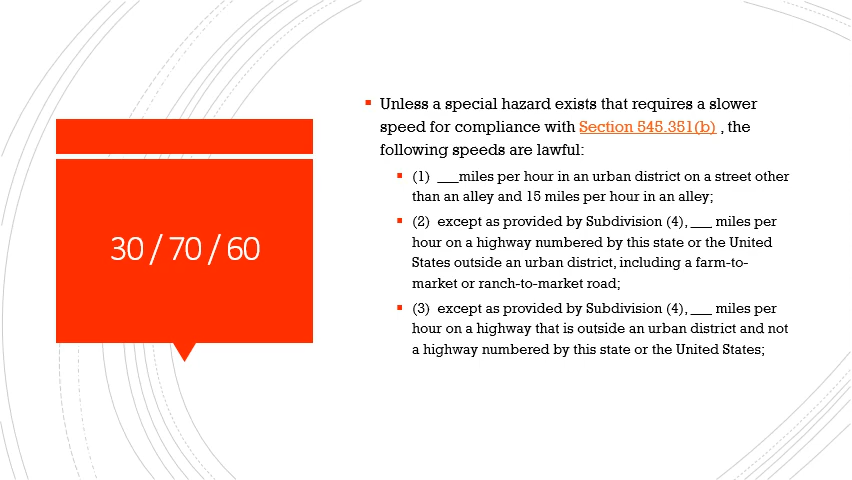 30 / 70 / 60
Unless a special hazard exists that requires a slower
speed for compliance with Section 545.351(b) , the
following speeds are lawful:
(1) ___miles per hour in an urban district on a street other
than an alley and 15 miles per hour in an alley;
(2) except as provided by Subdivision (4), ___ miles per
hour on a highway numbered by this state or the United
States outside an urban district, including a farm-to-
market or ranch-to-market road;
(3) except as provided by Subdivision (4), ___ miles per
hour on a highway that is outside an urban district and not
a highway numbered by this state or the United States;